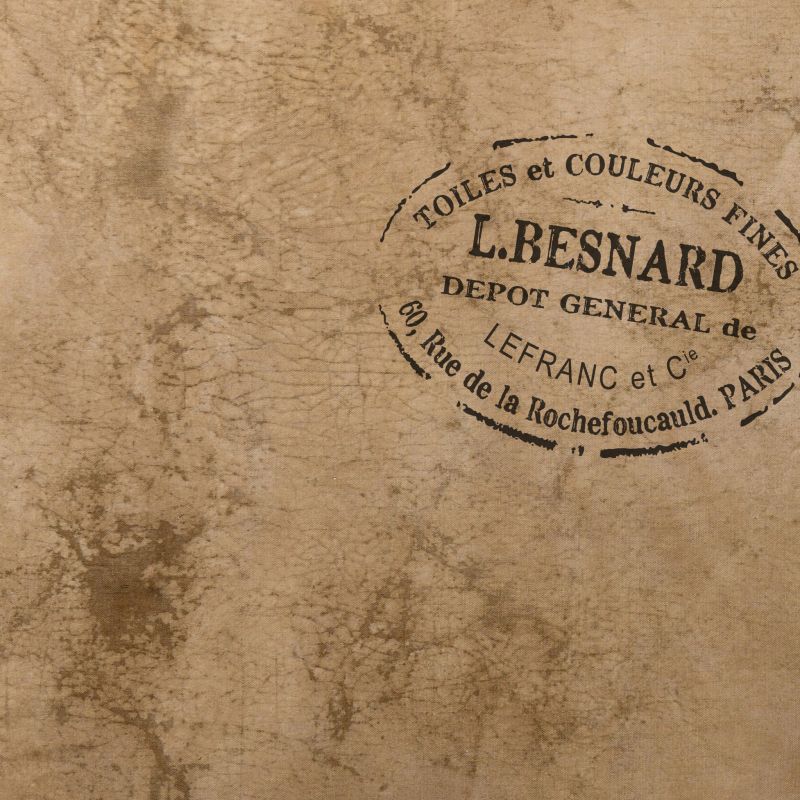 TOILES et COULEURS FINES
L.BESNARD
DEPOT GENERAL de
LEFRANC et Cie
60, Rue de la Rochefoucauld. PARIS